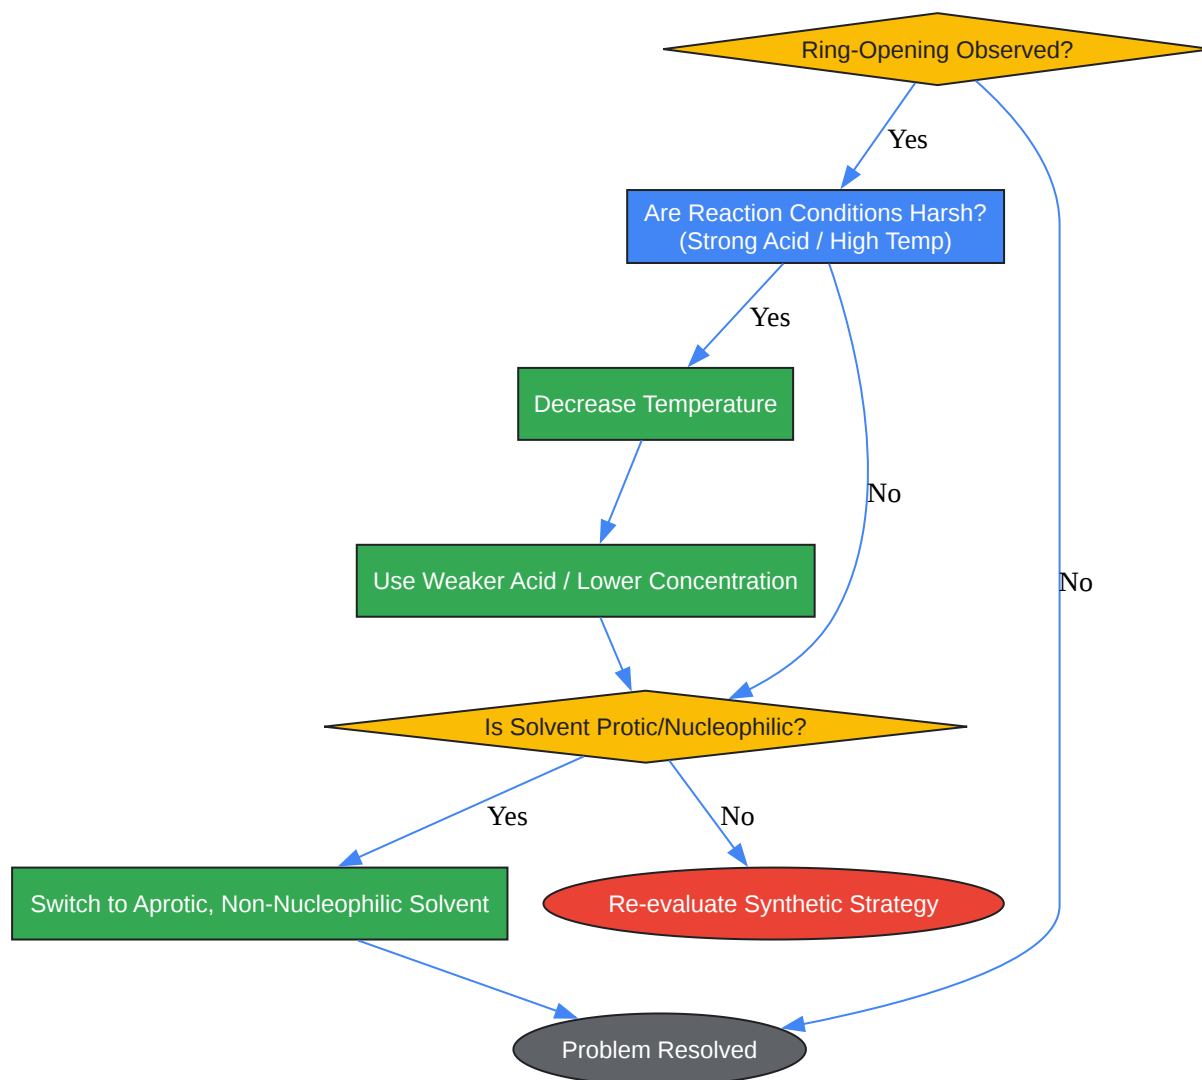 Ring-Opening Observed?
Yes
Are Reaction Conditions Harsh?
(Strong Acid / High Temp)
Yes
Decrease Temperature
No
Use Weaker Acid / Lower Concentration
No
Is Solvent Protic/Nucleophilic?
Yes
No
Switch to Aprotic, Non-Nucleophilic Solvent
Re-evaluate Synthetic Strategy
Problem Resolved